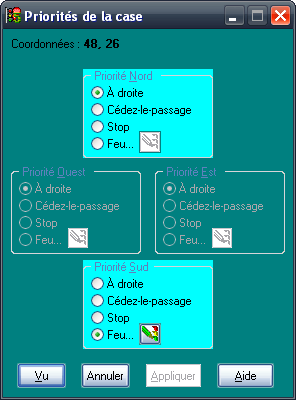 Priorités de la case
Coordonnées : 48, 26
Priorité Nord
À droite
Cédez-le-passage
Stop
Feu...
Priorité Ouest
À droite
Cédez-le-passage
Stop
Feu...
Priorité Est
À droite
Cédez-le-passage
Stop
Feu...
Priorité Sud
À droite
Cédez-le-passage
Stop
Feu...
Vu
Annuler
Appliquer
Aide